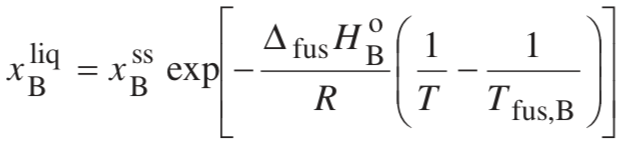 x_B^liq = x_B^ss exp[ − (Δ_fus H_B^o / R) ( 1/T − 1/T_fus,B ) ]